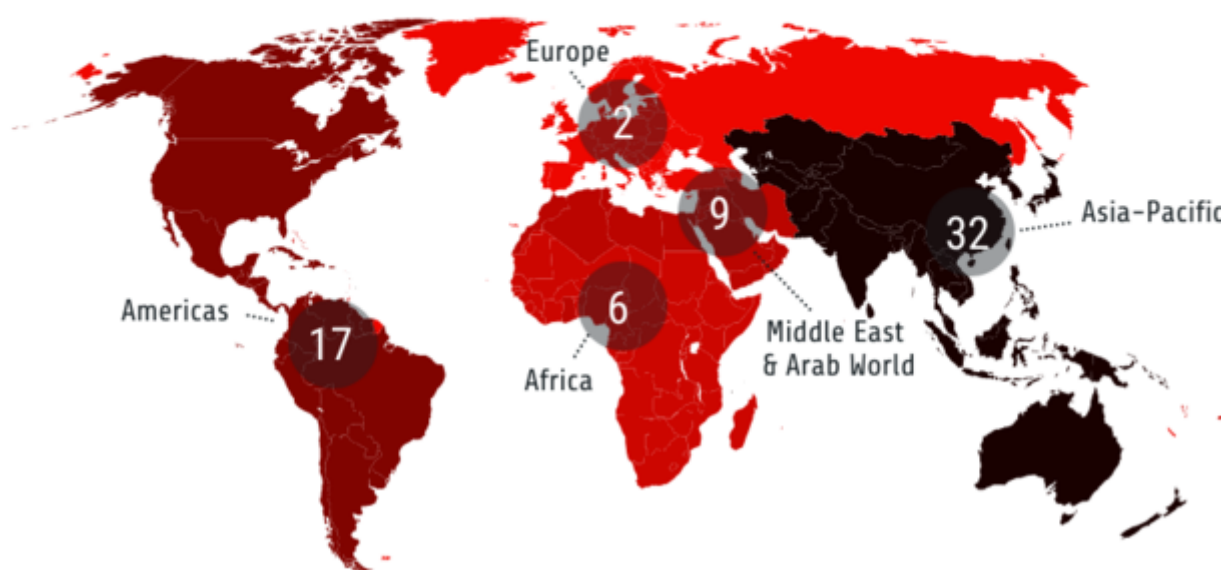 Europe
2
9
Asia-Pacific
32
6
Americas
17
Middle East
& Arab World
Africa